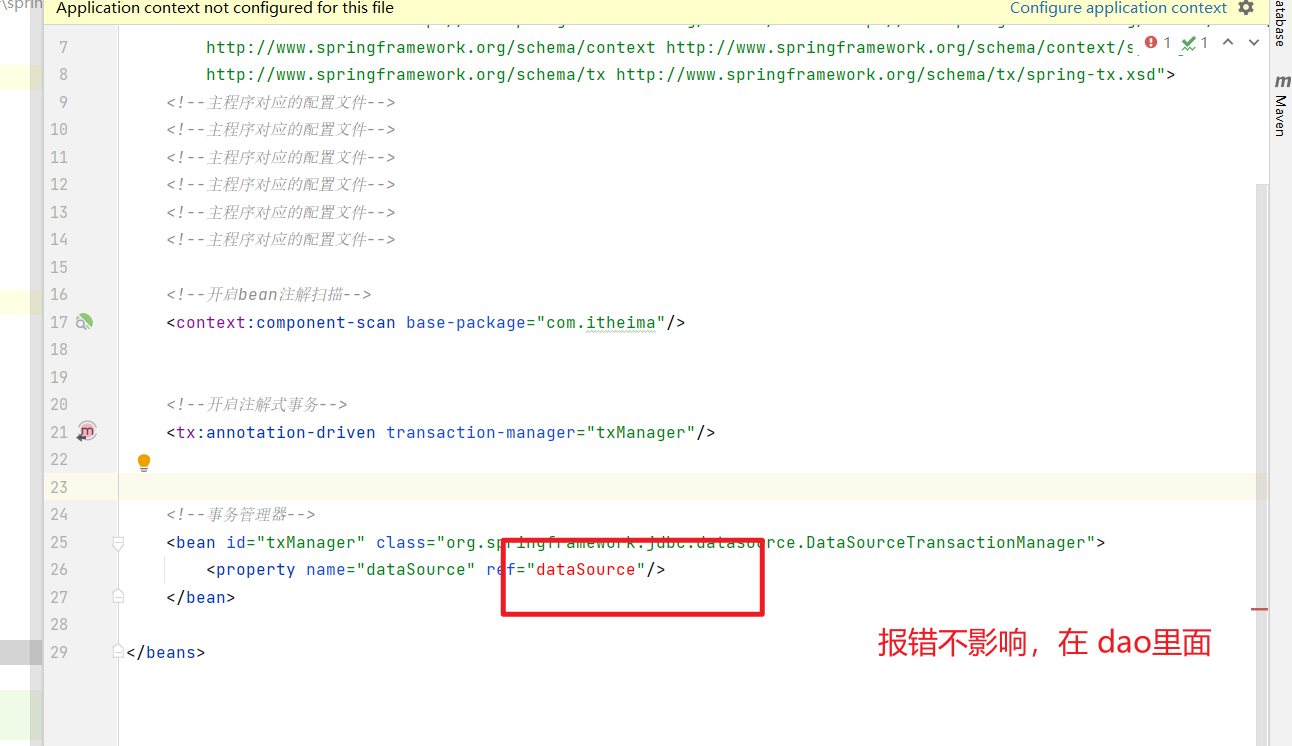 \sprin
Application context not configured for this file
Configure application context
7 http://www.springframework.org/schema/context http://www.springframework.org/schema/context/s
1 1
8 http://www.springframework.org/schema/tx http://www.springframework.org/schema/tx/spring-tx.xsd">
9 <!--主程序对应的配置文件-->
10 <!--主程序对应的配置文件-->
11 <!--主程序对应的配置文件-->
12 <!--主程序对应的配置文件-->
13 <!--主程序对应的配置文件-->
14 <!--主程序对应的配置文件-->
15
16 <!--开启bean注解扫描-->
17 <context:component-scan base-package="com.itheima"/>
18
19
20 <!--开启注解式事务-->
21 <tx:annotation-driven transaction-manager="txManager"/>
22
23
24 <!--事务管理器-->
25 <bean id="txManager" class="org.springframework.jdbc.datasource.DataSourceTransactionManager">
26 <property name="dataSource" ref="dataSource"/>
27 </bean>
28
29 </beans>
报错不影响，在 dao里面
atabase
m Maven